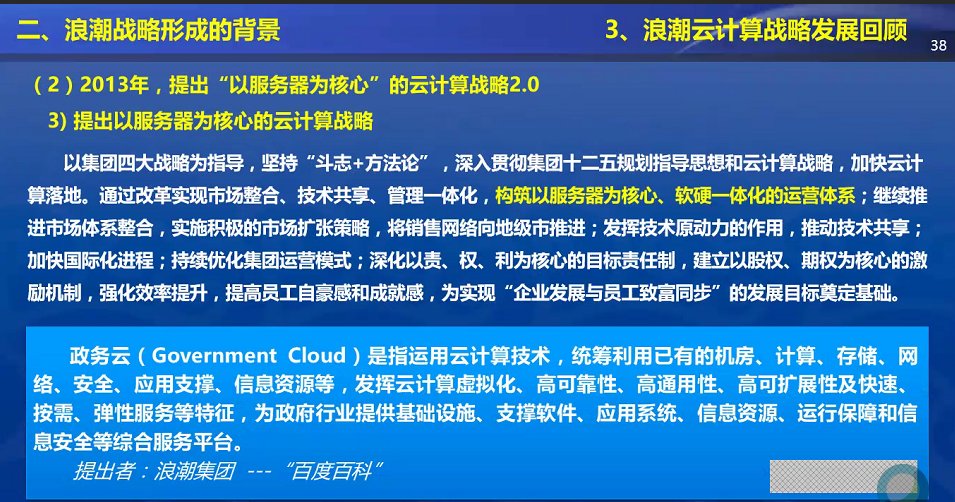 二、浪潮战略形成的背景
3、浪潮云计算战略发展回顾
38
（2）2013年，提出“以服务器为核心”的云计算战略2.0
3) 提出以服务器为核心的云计算战略
以集团四大战略为指导，坚持“斗志+方法论”，深入贯彻集团十二五规划指导思想和云计算战略，加快云计
算落地。通过改革实现市场整合、技术共享、管理一体化，构筑以服务器为核心、软硬一体化的运营体系；继续推
进市场体系整合，实施积极的市场扩张策略，将销售网络向地级市推进；发挥技术原动力的作用，推动技术共享；
加快国际化进程；持续优化集团运营模式；深化以责、权、利为核心的目标责任制，建立以股权、期权为核心的激
励机制，强化效率提升，提高员工自豪感和成就感，为实现“企业发展与员工致富同步”的发展目标奠定基础。
政务云（Government Cloud）是指运用云计算技术，统筹利用已有的机房、计算、存储、网
络、安全、应用支撑、信息资源等，发挥云计算虚拟化、高可靠性、高通用性、高可扩展性及快速、
按需、弹性服务等特征，为政府行业提供基础设施、支撑软件、应用系统、信息资源、运行保障和信
息安全等综合服务平台。
提出者：浪潮集团 ---“百度百科”